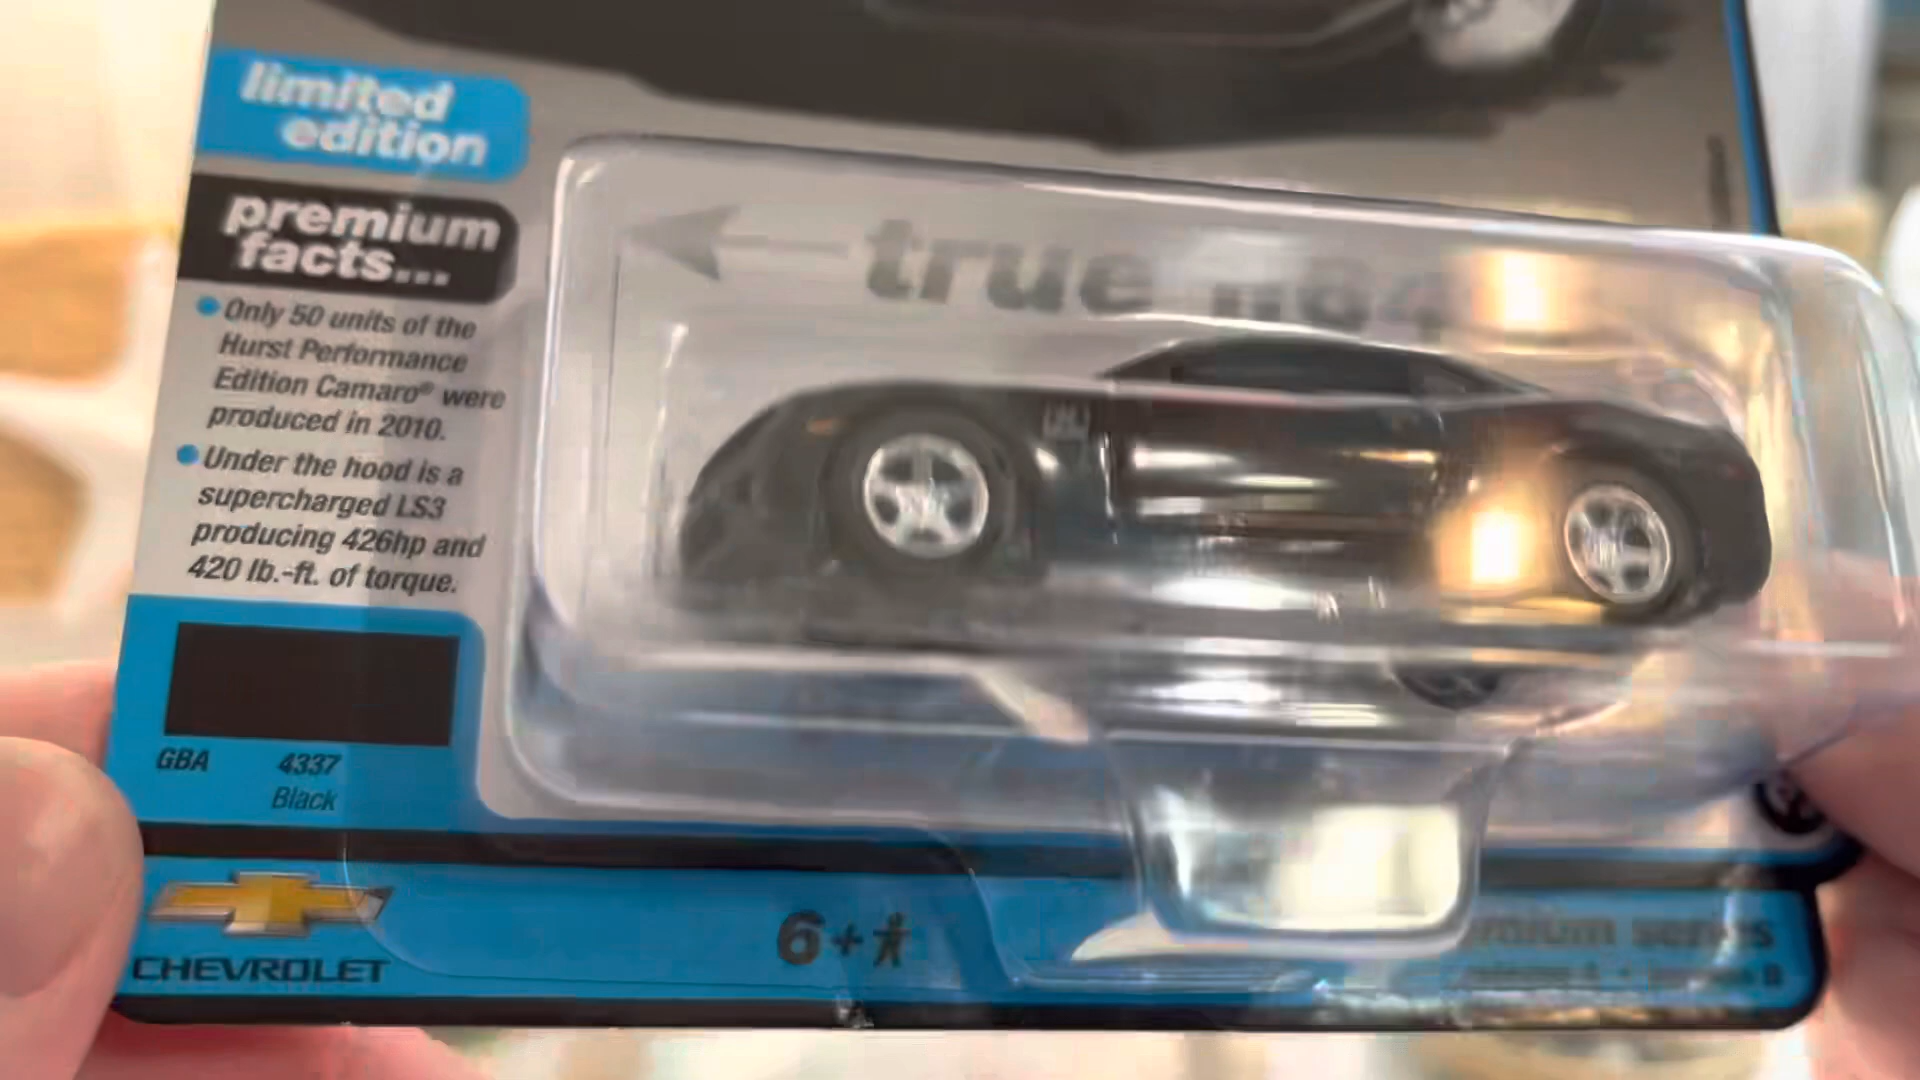 limited
edition
premium
facts...
Only 50 units of the
Hurst Performance
Edition Camaro® were
produced in 2010.
Under the hood is a
supercharged LS3
producing 426hp and
420 lb.-ft. of torque.
GBA 4337
Black
CHEVROLET
6+
true
series